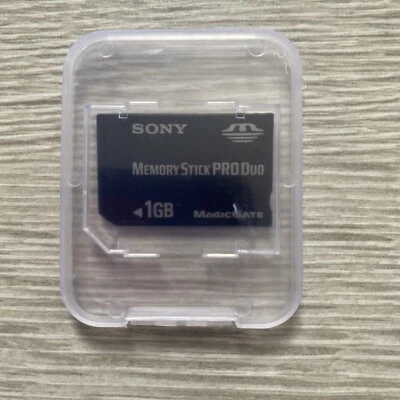 SONY
MEMORY STICK PRO DUO
◄1GB MAGICGATE